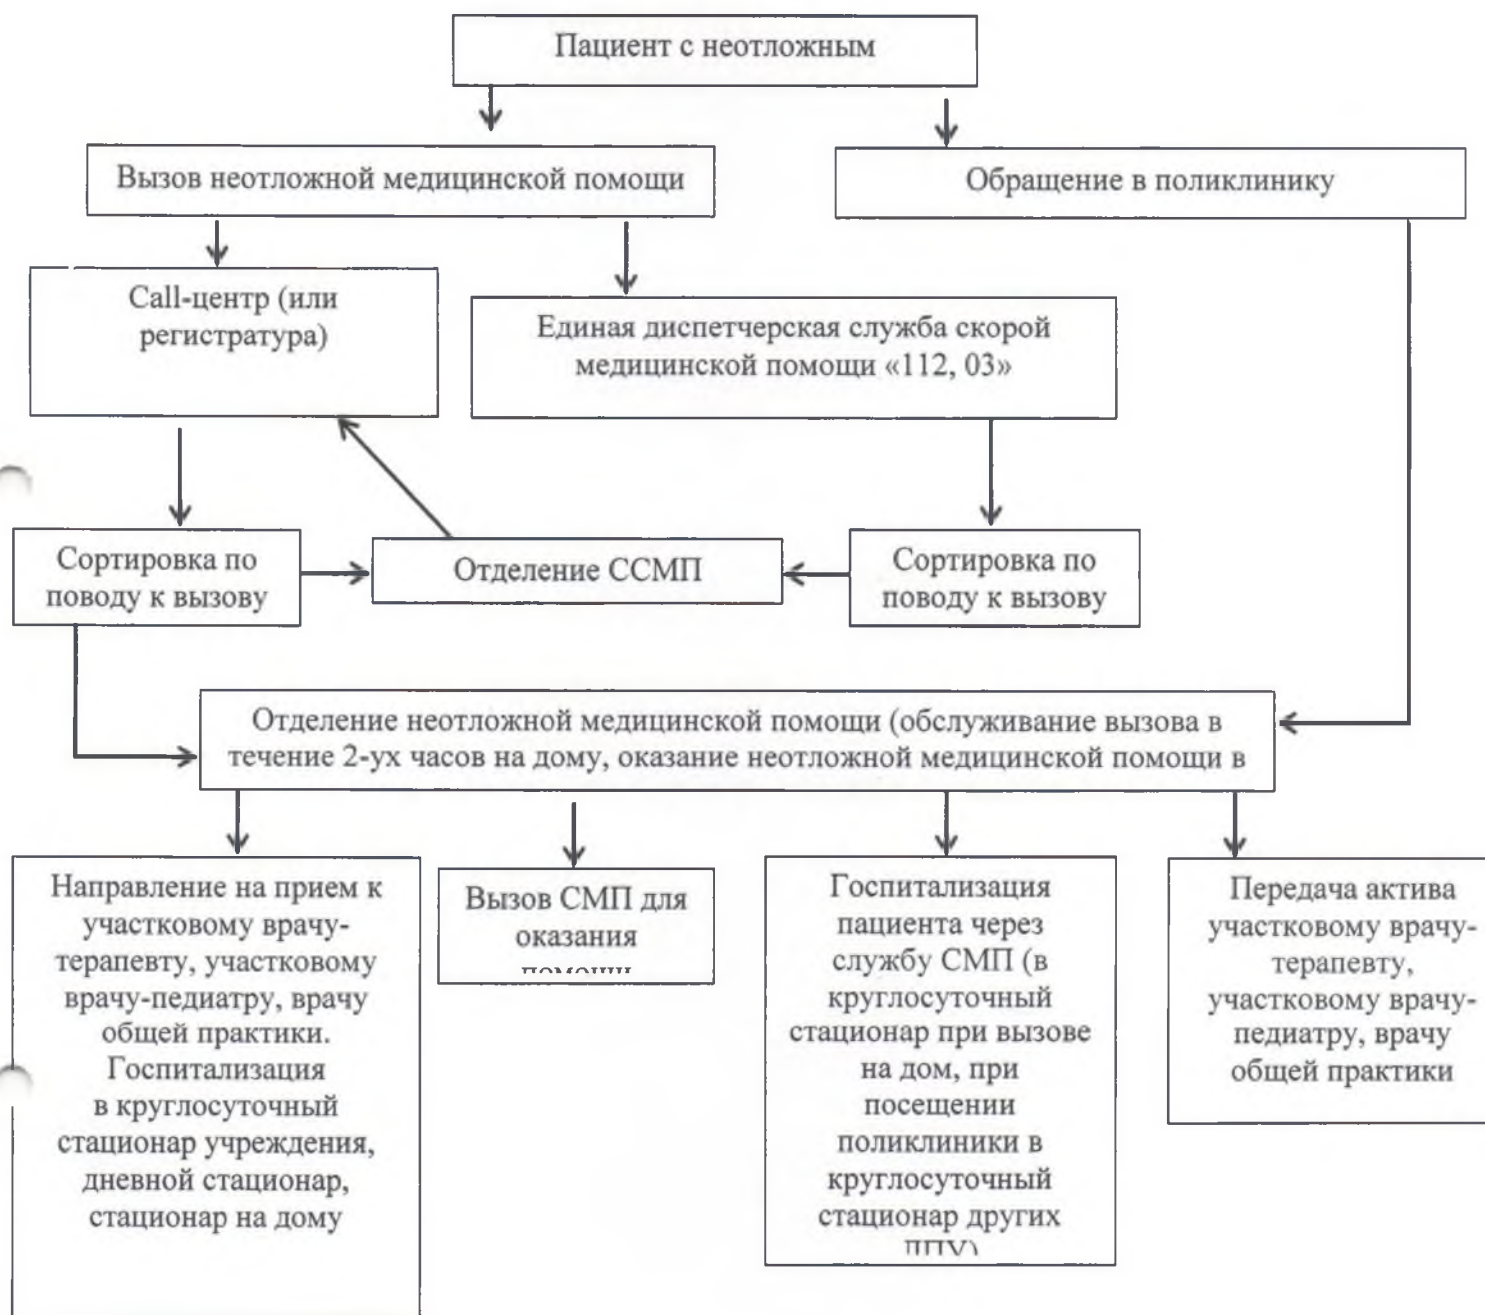 Пациент с неотложным
Вызов неотложной медицинской помощи
Обращение в поликлинику
Call-центр (или
регистратура)
Единая диспетчерская служба скорой
медицинской помощи «112, 03»
Сортировка по
поводу к вызову
Отделение ССМП
Сортировка по
поводу к вызову
Отделение неотложной медицинской помощи (обслуживание вызова в
течение 2-ух часов на дому, оказание неотложной медицинской помощи в
Направление на прием к
участковому врачу-
терапевту, участковому
врачу-педиатру, врачу
общей практики.
Госпитализация
в круглосуточный
стационар учреждения,
дневной стационар,
стационар на дому
Вызов СМП для
оказания
помощи
Госпитализация
пациента через
службу СМП (в
круглосуточный
стационар при вызове
на дом, при
посещении
поликлиники в
круглосуточный
стационар других
ЛПУ)
Передача актива
участковому врачу-
терапевту,
участковому врачу-
педиатру, врачу
общей практики